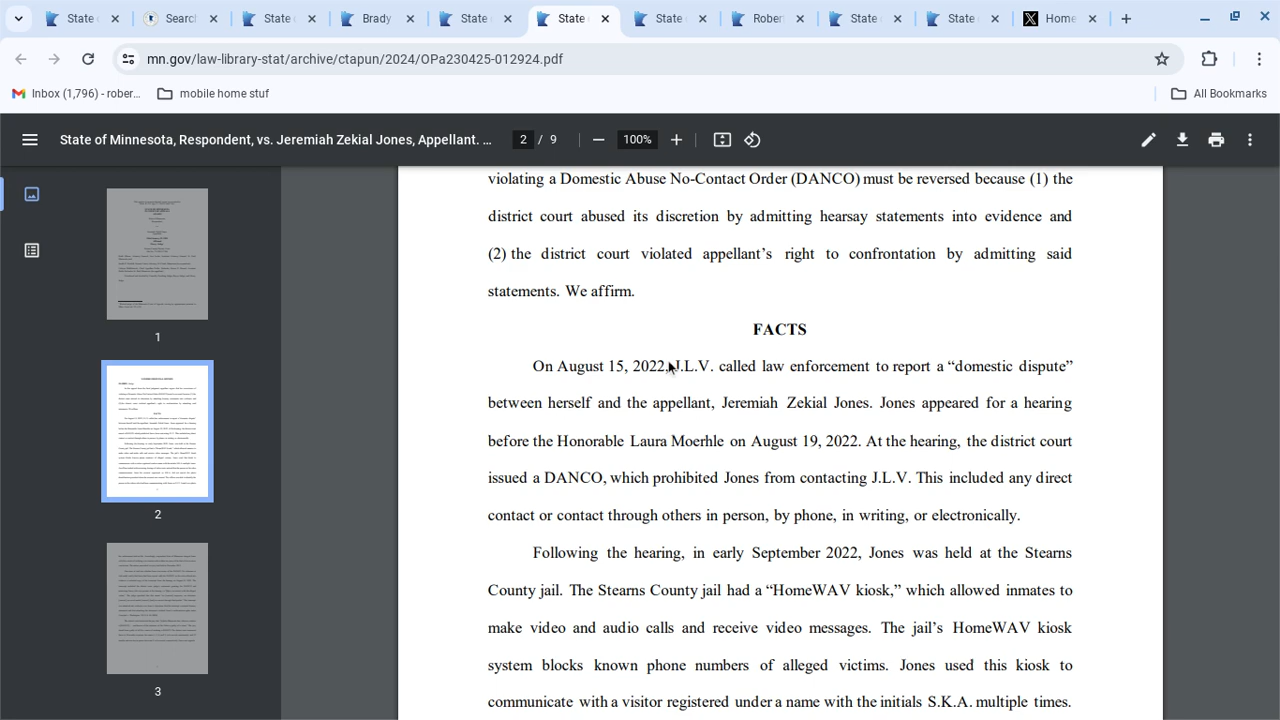 State
Search
State
Brady
State
State
State
Rober
State
State
Home
mn.gov/law-library-stat/archive/ctapun/2024/OPa230425-012924.pdf
Inbox (1,796) - rober...
mobile home stuf
All Bookmarks
State of Minnesota, Respondent, vs. Jeremiah Zekial Jones, Appellant. ...
2 / 9
100%
1
2
3
violating a Domestic Abuse No-Contact Order (DANCO) must be reversed because (1) the
district court abused its discretion by admitting hearsay statements into evidence and
(2) the district court violated appellant’s right to confrontation by admitting said
statements. We affirm.
FACTS
On August 15, 2022, J.L.V. called law enforcement to report a “domestic dispute”
between herself and the appellant, Jeremiah Zekial Jones. Jones appeared for a hearing
before the Honorable Laura Moerhle on August 19, 2022. At the hearing, the district court
issued a DANCO, which prohibited Jones from contacting J.L.V. This included any direct
contact or contact through others in person, by phone, in writing, or electronically.
Following the hearing, in early September 2022, Jones was held at the Stearns
County jail. The Stearns County jail had a “HomeWAV kiosk,” which allowed inmates to
make video and audio calls and receive video messages. The jail’s HomeWAV kiosk
system blocks known phone numbers of alleged victims. Jones used this kiosk to
communicate with a visitor registered under a name with the initials S.K.A. multiple times.